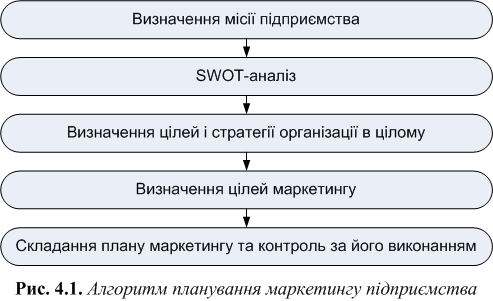 Визначення місії підприємства
SWOT-аналіз
Визначення цілей і стратегії організації в цілому
Визначення цілей маркетингу
Складання плану маркетингу та контроль за його виконанням
Рис. 4.1. Алгоритм планування маркетингу підприємства